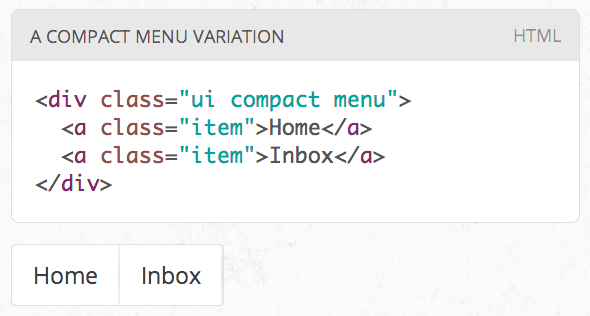 A COMPACT MENU VARIATION HTML
<div class="ui compact menu">
  <a class="item">Home</a>
  <a class="item">Inbox</a>
</div>
Home Inbox